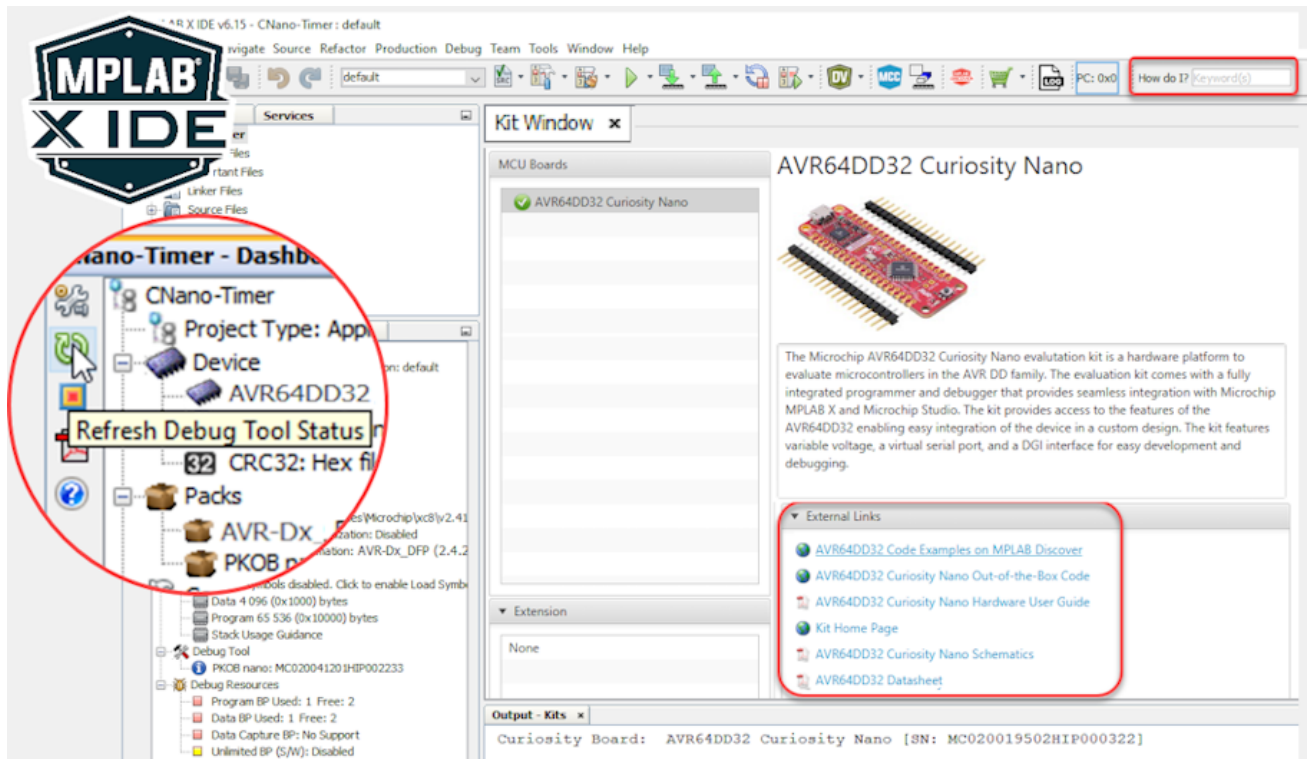 AB X IDE v6.15 - CNano-Timer : default
avigate Source Refactor Production Debug Team Tools Window Help
MPLAB
X IDE
default
DV
MCC
LOG
PC: 0x0
How do I? Keyword(s)
Services
Kit Window ×
er
Files
rtant Files
Linker Files
Source Files
MCU Boards
AVR64DD32 Curiosity Nano
AVR64DD32 Curiosity Nano
ano-Timer - Dashb
CNano-Timer
Project Type: Appl
Device
on: default
AVR64DD32
Refresh Debug Tool Status
CRC32: Hex fil
Packs
AVR-Dx_
PKOB n
es\Microchip\xc8\v2.41
zation: Disabled
mation: AVR-Dx_DFP (2.4.2
bols disabled. Click to enable Load Symb
Data 4 096 (0x1000) bytes
Program 65 536 (0x10000) bytes
Stack Usage Guidance
Debug Tool
PKOB nano: MC020041201HIP002233
Debug Resources
Program BP Used: 1 Free: 2
Data BP Used: 1 Free: 2
Data Capture BP: No Support
Unlimited BP (S/W): Disabled
The Microchip AVR64DD32 Curiosity Nano evalutation kit is a hardware platform to
evaluate microcontrollers in the AVR DD family. The evaluation kit comes with a fully
integrated programmer and debugger that provides seamless integration with Microchip
MPLAB X and Microchip Studio. The kit provides access to the features of the
AVR64DD32 enabling easy integration of the device in a custom design. The kit features
variable voltage, a virtual serial port, and a DGI interface for easy development and
debugging.
External Links
AVR64DD32 Code Examples on MPLAB Discover
AVR64DD32 Curiosity Nano Out-of-the-Box Code
AVR64DD32 Curiosity Nano Hardware User Guide
Kit Home Page
AVR64DD32 Curiosity Nano Schematics
AVR64DD32 Datasheet
Extension
None
Output - Kits ×
Curiosity Board: AVR64DD32 Curiosity Nano [SN: MC020019502HIP000322]